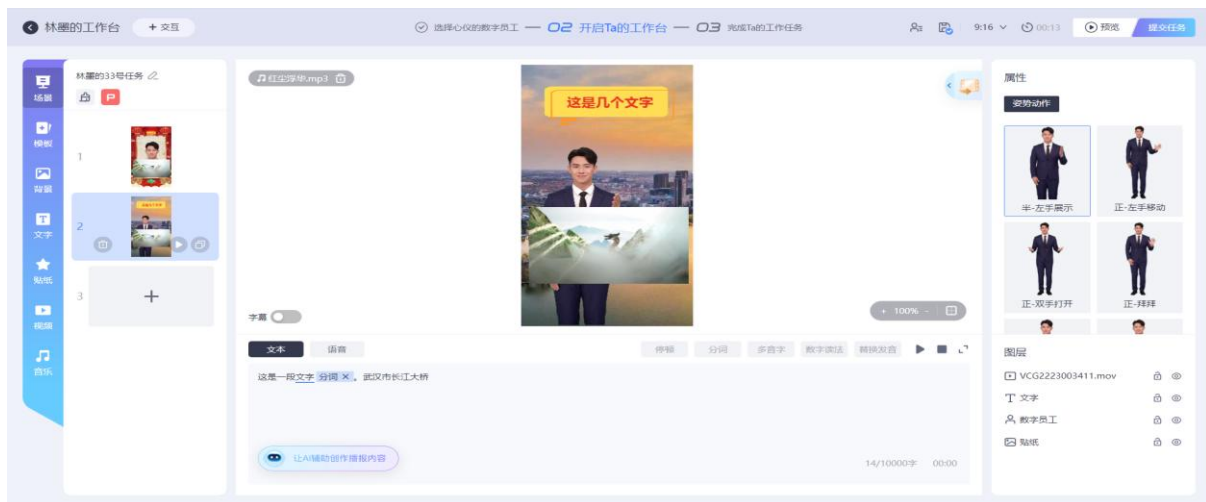 林墨的工作台
+ 交互
选择心仪的数字员工 — 02 开启Ta的工作台 — 03 完成Ta的工作任务
9:16
00:13
预览
提交任务
场景
模板
背景
文字
贴纸
视频
音乐
林墨的33号任务
1
2
3
红尘浮华.mp3
这是几个文字
字幕
+ 100% -
文本
语音
停顿
分词
多音字
数字读法
替换发音
这是一段文字 分词 ×，武汉市长江大桥
让AI辅助创作播报内容
14/10000字
00:00
属性
姿势动作
半-左手展示
正-左手移动
正-双手打开
正-拜拜
图层
VCG2223003411.mov
文字
数字员工
贴纸